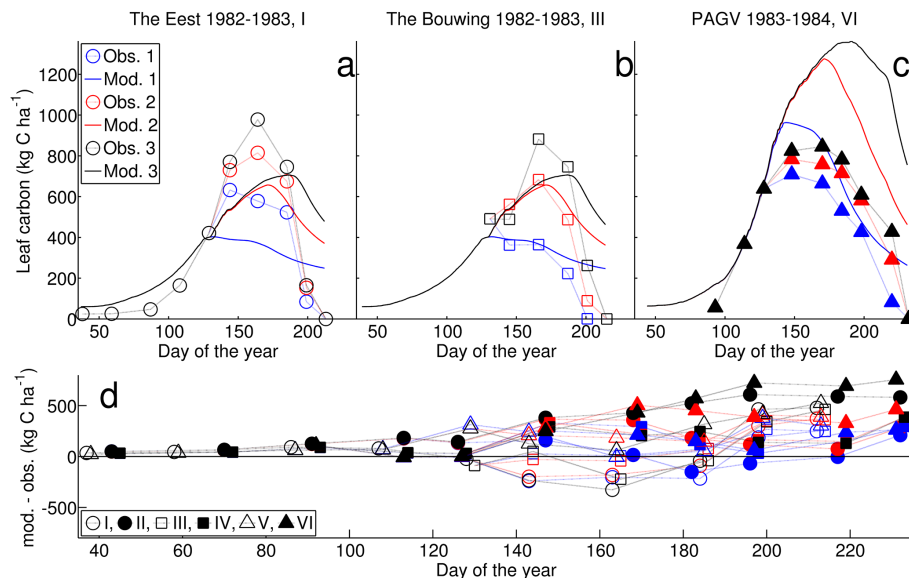 The Eest 1982-1983, I
The Bouwing 1982-1983, III
PAGV 1983-1984, VI
a
b
c
Obs. 1
Mod. 1
Obs. 2
Mod. 2
Obs. 3
Mod. 3
Leaf carbon (kg C ha⁻¹)
1200
1000
800
600
400
200
0
50 100 150 200
50 100 150 200
50 100 150 200
Day of the year
Day of the year
Day of the year
d
mod. - obs. (kg C ha⁻¹)
500
0
-500
I, II, III, IV, V, VI
40 60 80 100 120 140 160 180 200 220
Day of the year